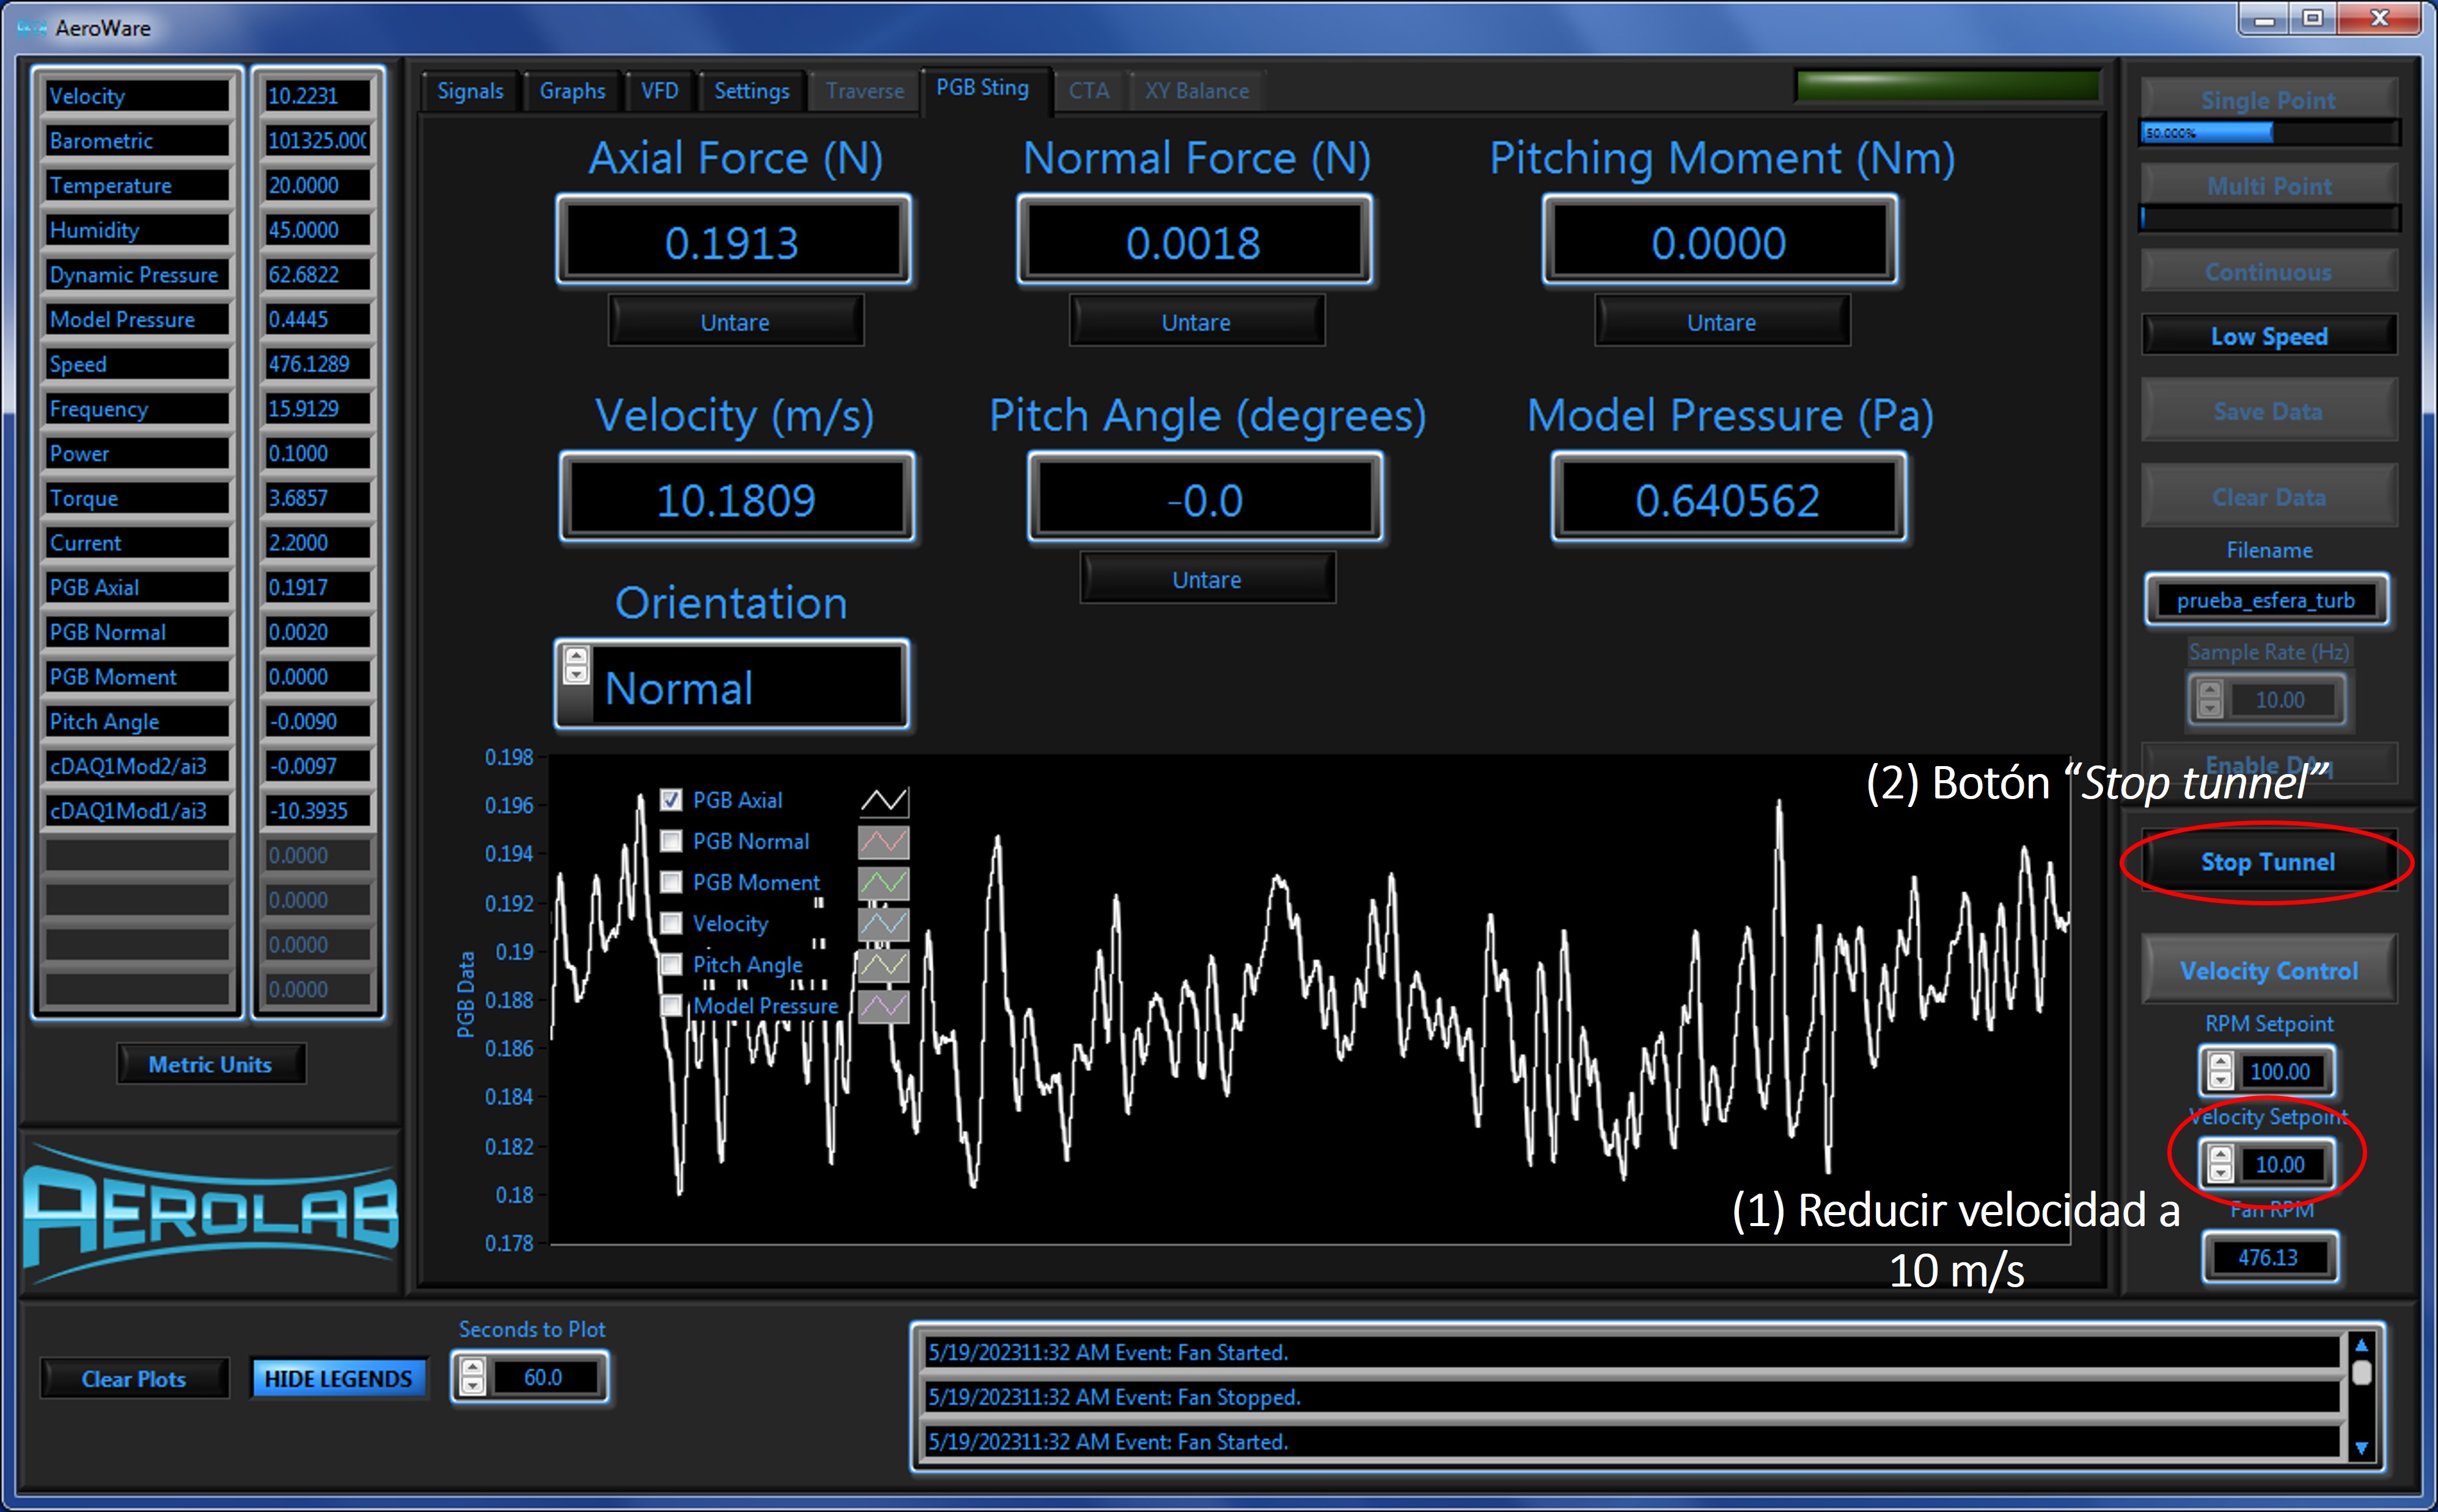 AeroWare
Velocity 10.2231
Barometric 101325.000
Temperature 20.0000
Humidity 45.0000
Dynamic Pressure 62.6822
Model Pressure 0.4445
Speed 476.1289
Frequency 15.9129
Power 0.1000
Torque 3.6857
Current 2.2000
PGB Axial 0.1917
PGB Normal 0.0020
PGB Moment 0.0000
Pitch Angle -0.0090
cDAQ1Mod2/ai3 -0.0097
cDAQ1Mod1/ai3 -10.3935
0.0000
0.0000
0.0000
0.0000
Metric Units
AEROLAB
Signals Graphs VFD Settings Traverse PGB Sting CTA XY Balance
Axial Force (N) Normal Force (N) Pitching Moment (Nm)
0.1913 0.0018 0.0000
Untare Untare Untare
Velocity (m/s) Pitch Angle (degrees) Model Pressure (Pa)
10.1809 -0.0 0.640562
Untare
Orientation
Normal
0.198
0.196
0.194
0.192
0.19
0.188
0.186
0.184
0.182
0.18
0.178
PGB Data
PGB Axial
PGB Normal
PGB Moment
Velocity
Pitch Angle
Model Pressure
Single Point
50.000%
Multi Point
Continuous
Low Speed
Save Data
Clear Data
Filename
prueba_esfera_turb
Sample Rate (Hz)
10.00
Enable DAq
(2) Botón “Stop tunnel”
Stop Tunnel
Velocity Control
RPM Setpoint
100.00
Velocity Setpoint
10.00
(1) Reducir velocidad a
10 m/s
Fan RPM
476.13
Clear Plots HIDE LEGENDS
Seconds to Plot
60.0
5/19/202311:32 AM Event: Fan Started.
5/19/202311:32 AM Event: Fan Stopped.
5/19/202311:32 AM Event: Fan Started.